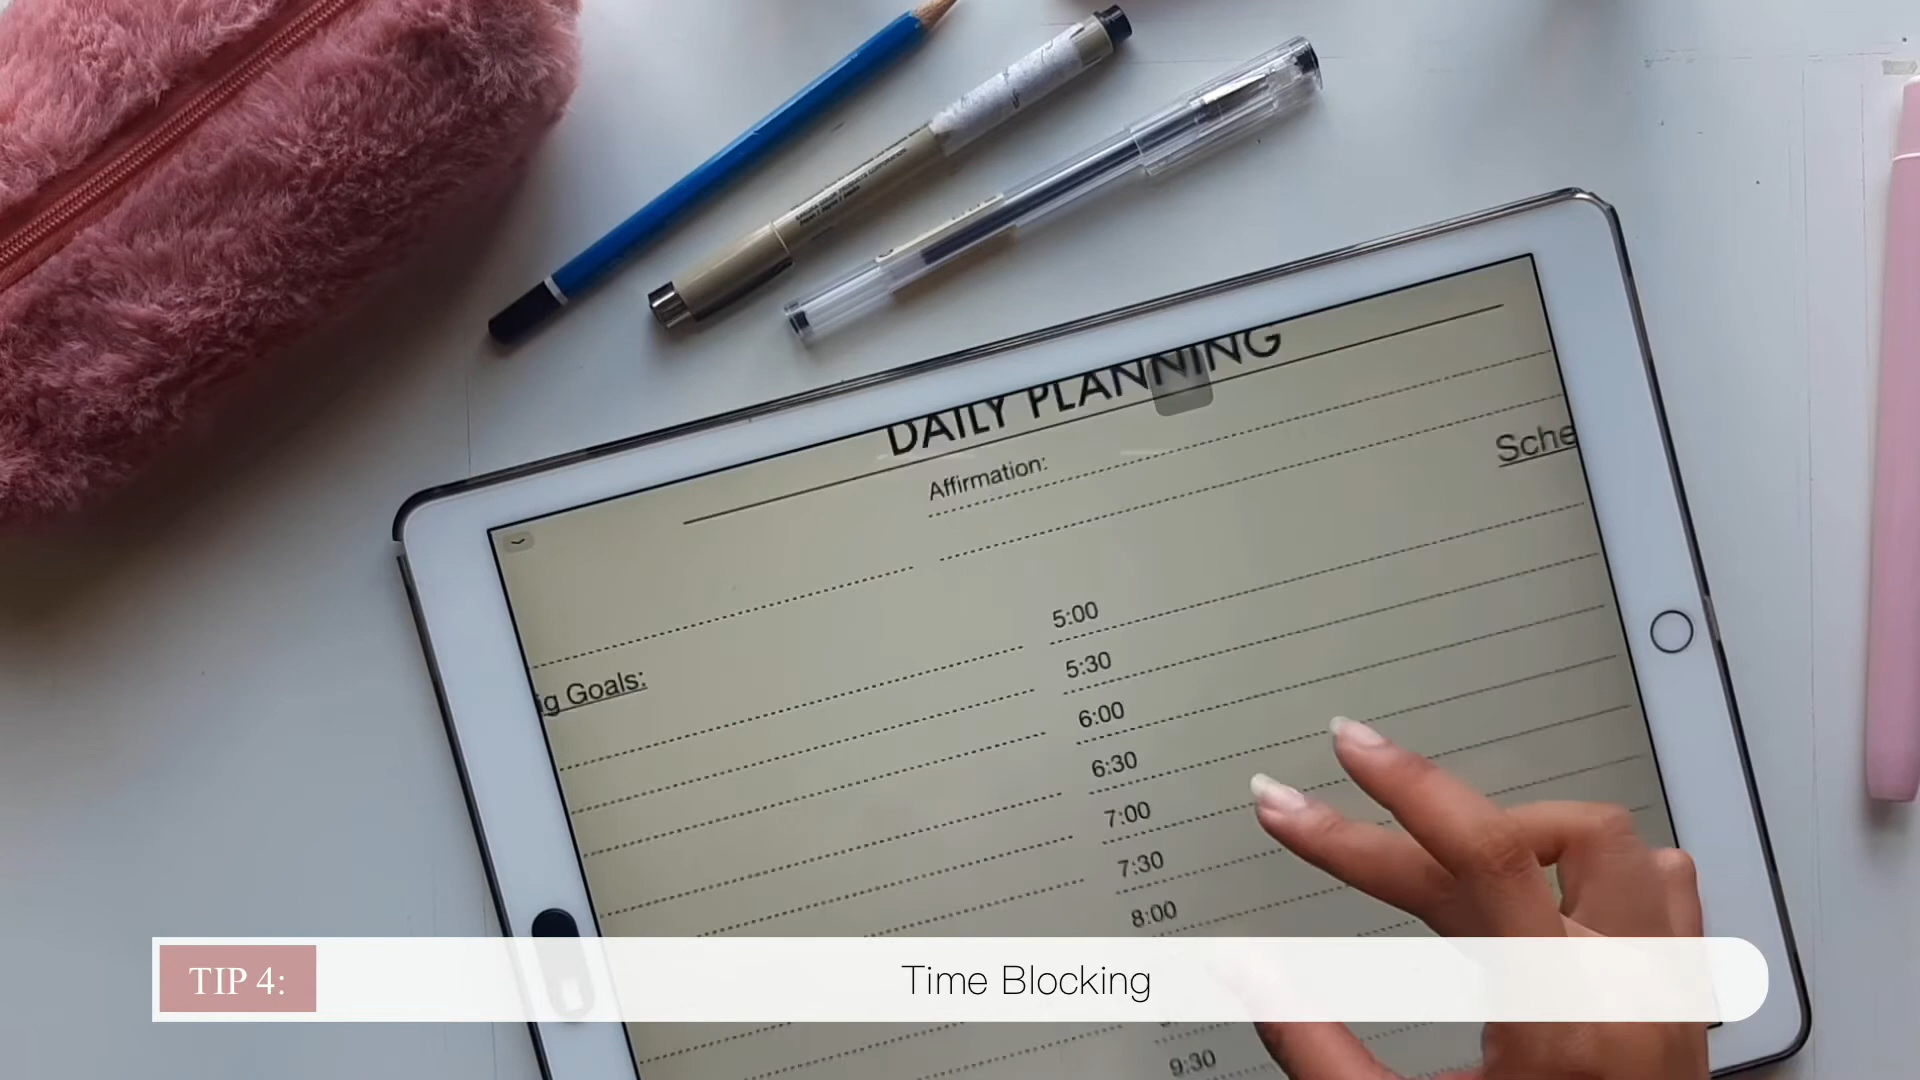 DAILY PLANNING
Affirmation:
Sche
ig Goals:
5:00
5:30
6:00
6:30
7:00
7:30
8:00
9:30
TIP 4:
Time Blocking